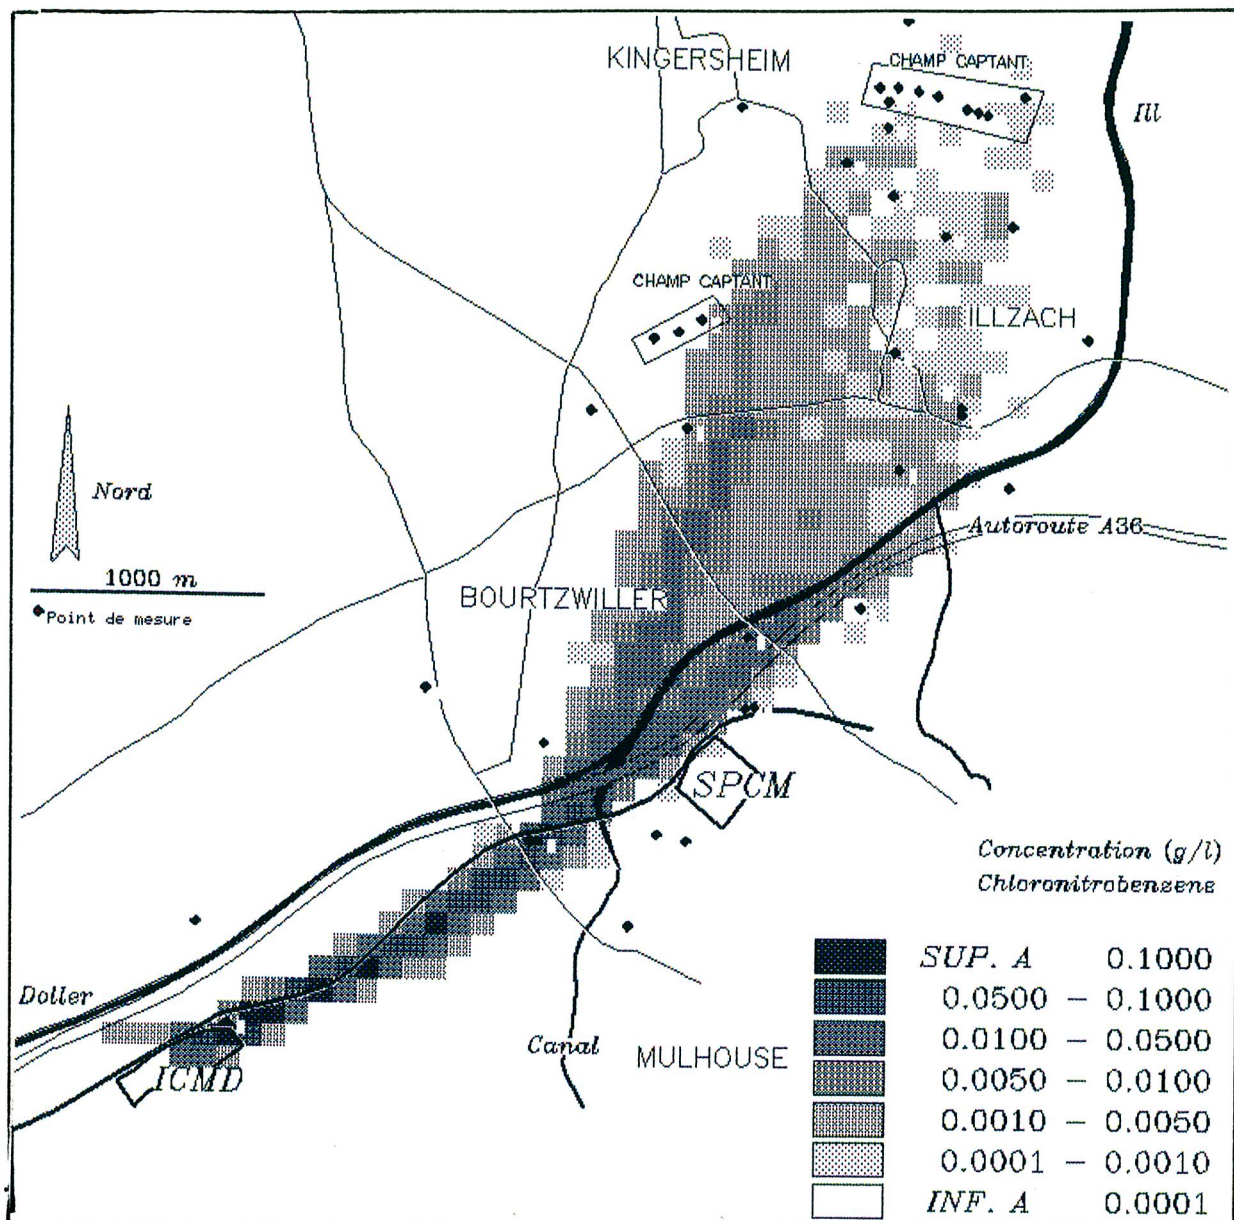 KINGERSHEIM
CHAMP CAPTANT
Ill
CHAMP CAPTANT
ILLZACH
Nord
Autoroute A36
1000 m
Point de mesure
BOURTZWILLER
SPCM
Concentration (g/l)
Chloronitrobenzene
SUP. A 0.1000
0.0500 - 0.1000
0.0100 - 0.0500
0.0050 - 0.0100
0.0010 - 0.0050
0.0001 - 0.0010
INF. A 0.0001
Doller
Canal
MULHOUSE
ICMD